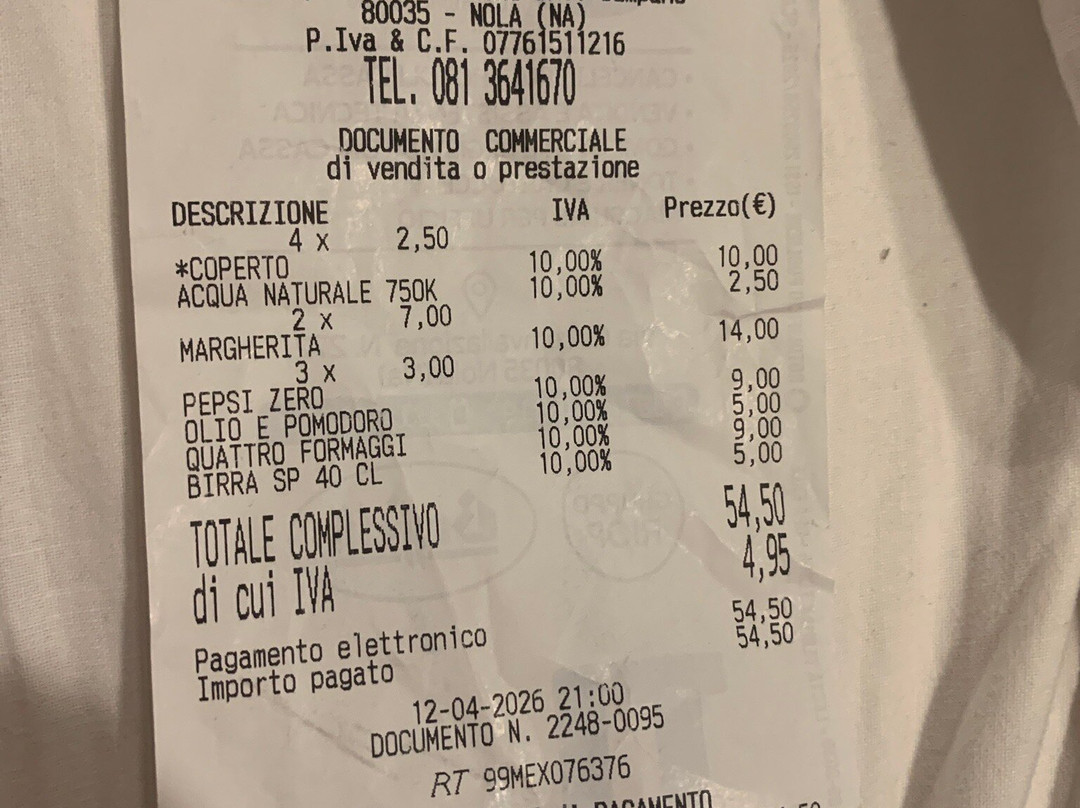 80035 - NOLA (NA)
P.Iva & C.F. 07761511216
TEL. 081 3641670
DOCUMENTO COMMERCIALE
di vendita o prestazione
DESCRIZIONE IVA Prezzo(€)
4 x 2,50
*COPERTO 10,00% 10,00
ACQUA NATURALE 750K 10,00% 2,50
2 x 7,00
MARGHERITA 10,00% 14,00
3 x 3,00
PEPSI ZERO 10,00% 9,00
OLIO E POMODORO 10,00% 5,00
QUATTRO FORMAGGI 10,00% 9,00
BIRRA SP 40 CL 10,00% 5,00
TOTALE COMPLESSIVO 54,50
di cui IVA 4,95
Pagamento elettronico 54,50
Importo pagato 54,50
12-04-2026 21:00
DOCUMENTO N. 2248-0095
RT 99MEX076376
PAGAMENTO